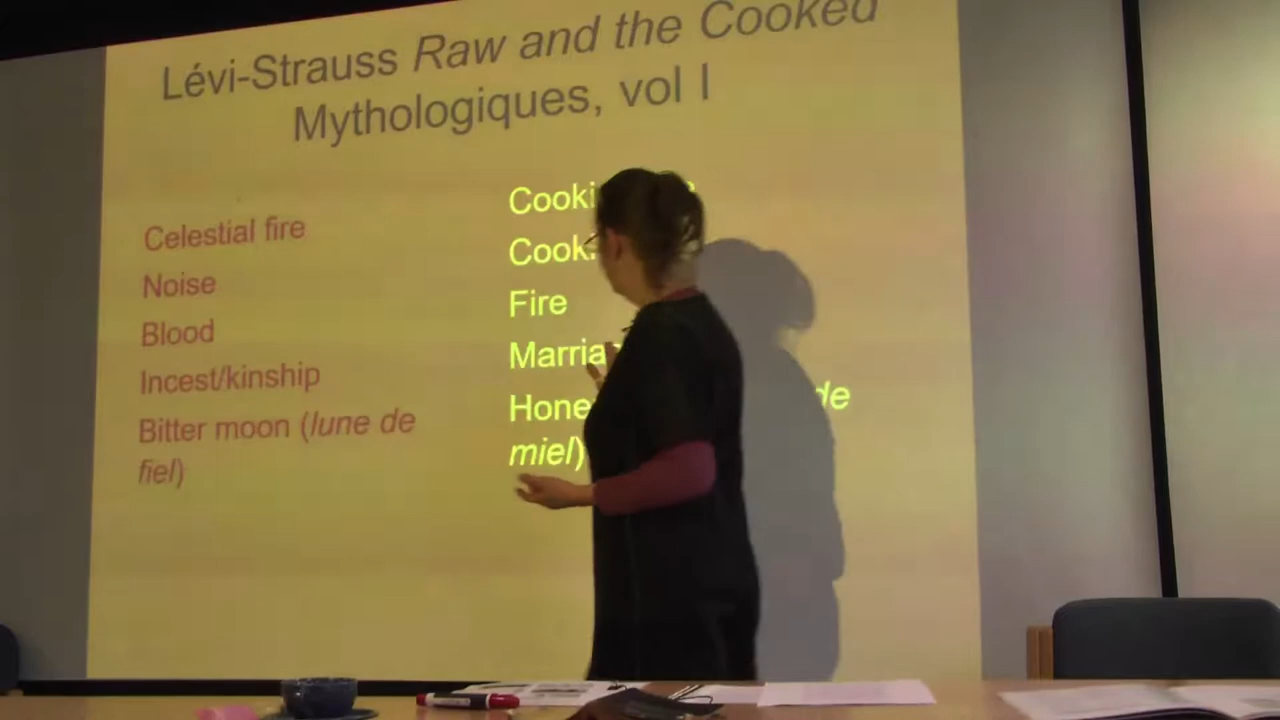 Lévi-Strauss Raw and the Cooked
Mythologiques, vol I
Celestial fire
Noise
Blood
Incest/kinship
Bitter moon (lune de
fiel)
Fire
de
miel)